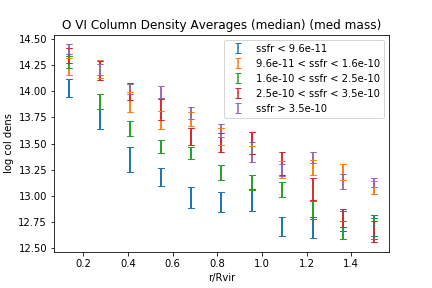 O VI Column Density Averages (median) (med mass)
14.50
14.25
14.00
13.75
13.50
13.25
13.00
12.75
12.50
log col dens
ssfr < 9.6e-11
9.6e-11 < ssfr < 1.6e-10
1.6e-10 < ssfr < 2.5e-10
2.5e-10 < ssfr < 3.5e-10
ssfr > 3.5e-10
0.2 0.4 0.6 0.8 1.0 1.2 1.4
r/Rvir